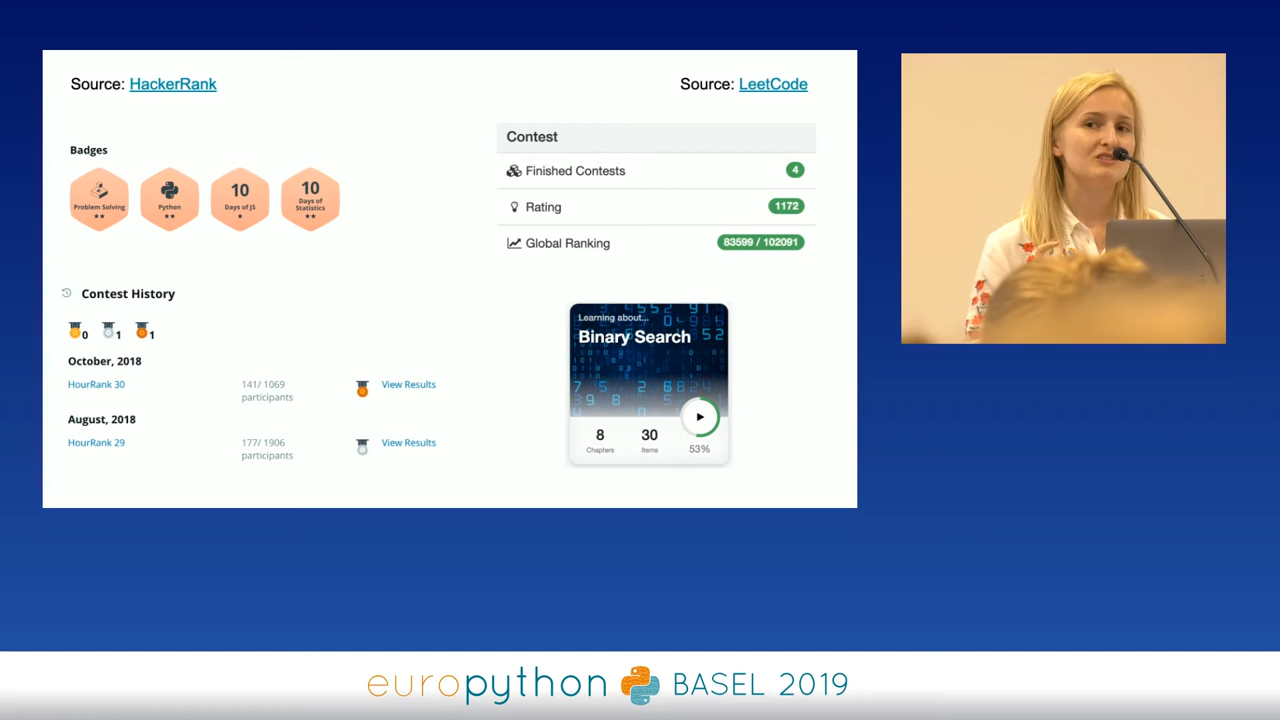 Source: HackerRank
Badges
Problem Solving
Python
10
Days of JS
10
Days of
Statistics
Contest History
0 1 1
October, 2018
HourRank 30 141/ 1069 View Results
participants
August, 2018
HourRank 29 177/ 1906 View Results
participants
Source: LeetCode
Contest
Finished Contests 4
Rating 1172
Global Ranking 83599 / 102091
Learning about...
Binary Search
8 30
Chapters Items 53%
europython BASEL 2019